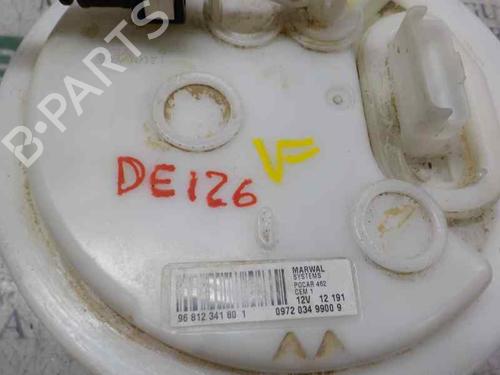 B-PARTS
DE126
VF
MARWAL
SYSTEMS
POCAR 462
CEM 1
12V 12 191
96 812 341 80 1
0972 034 9900 9